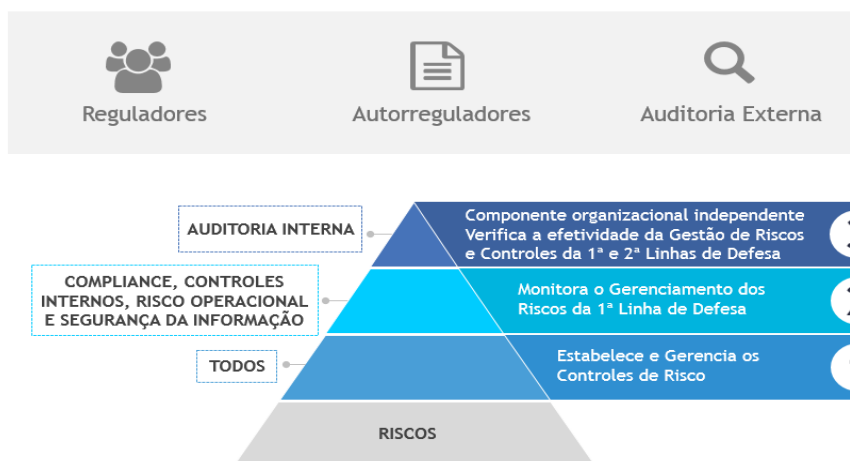 Reguladores
Autorreguladores
Auditoria Externa
AUDITORIA INTERNA
Componente organizacional independente
Verifica a efetividade da Gestão de Riscos
e Controles da 1ª e 2ª Linhas de Defesa
COMPLIANCE, CONTROLES
INTERNOS, RISCO OPERACIONAL
E SEGURANÇA DA INFORMAÇÃO
Monitora o Gerenciamento dos
Riscos da 1ª Linha de Defesa
TODOS
Estabelece e Gerencia os
Controles de Risco
RISCOS